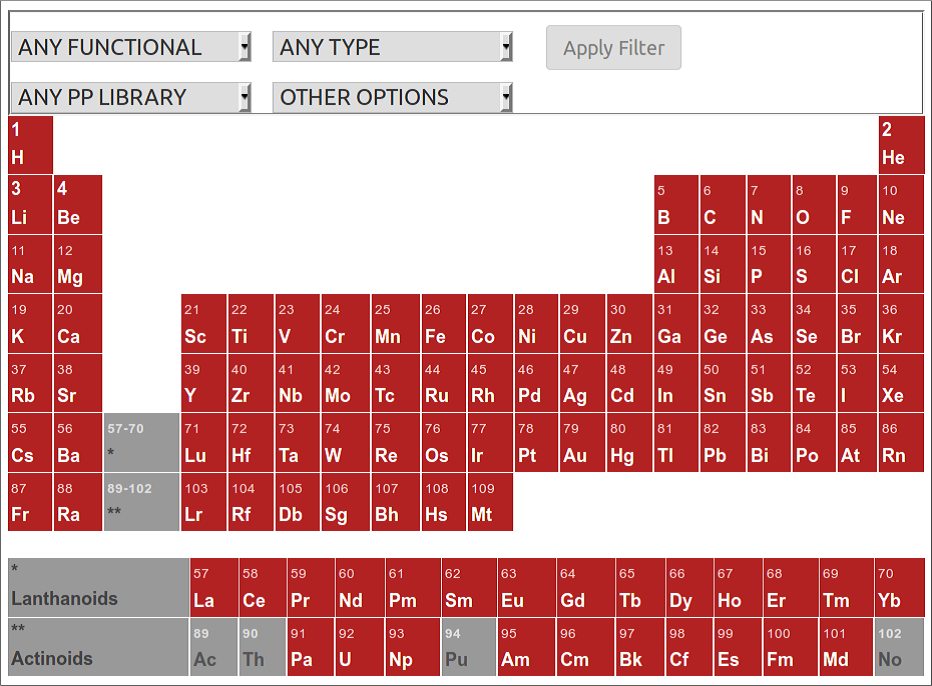 ANY FUNCTIONAL ANY TYPE Apply Filter
ANY PP LIBRARY OTHER OPTIONS
1 2
H He
3 4 5 6 7 8 9 10
Li Be B C N O F Ne
11 12 13 14 15 16 17 18
Na Mg Al Si P S Cl Ar
19 20 21 22 23 24 25 26 27 28 29 30 31 32 33 34 35 36
K Ca Sc Ti V Cr Mn Fe Co Ni Cu Zn Ga Ge As Se Br Kr
37 38 39 40 41 42 43 44 45 46 47 48 49 50 51 52 53 54
Rb Sr Y Zr Nb Mo Tc Ru Rh Pd Ag Cd In Sn Sb Te I Xe
55 56 57-70 71 72 73 74 75 76 77 78 79 80 81 82 83 84 85 86
Cs Ba * Lu Hf Ta W Re Os Ir Pt Au Hg Tl Pb Bi Po At Rn
87 88 89-102 103 104 105 106 107 108 109
Fr Ra ** Lr Rf Db Sg Bh Hs Mt
* 57 58 59 60 61 62 63 64 65 66 67 68 69 70
Lanthanoids La Ce Pr Nd Pm Sm Eu Gd Tb Dy Ho Er Tm Yb
** 89 90 91 92 93 94 95 96 97 98 99 100 101 102
Actinoids Ac Th Pa U Np Pu Am Cm Bk Cf Es Fm Md No